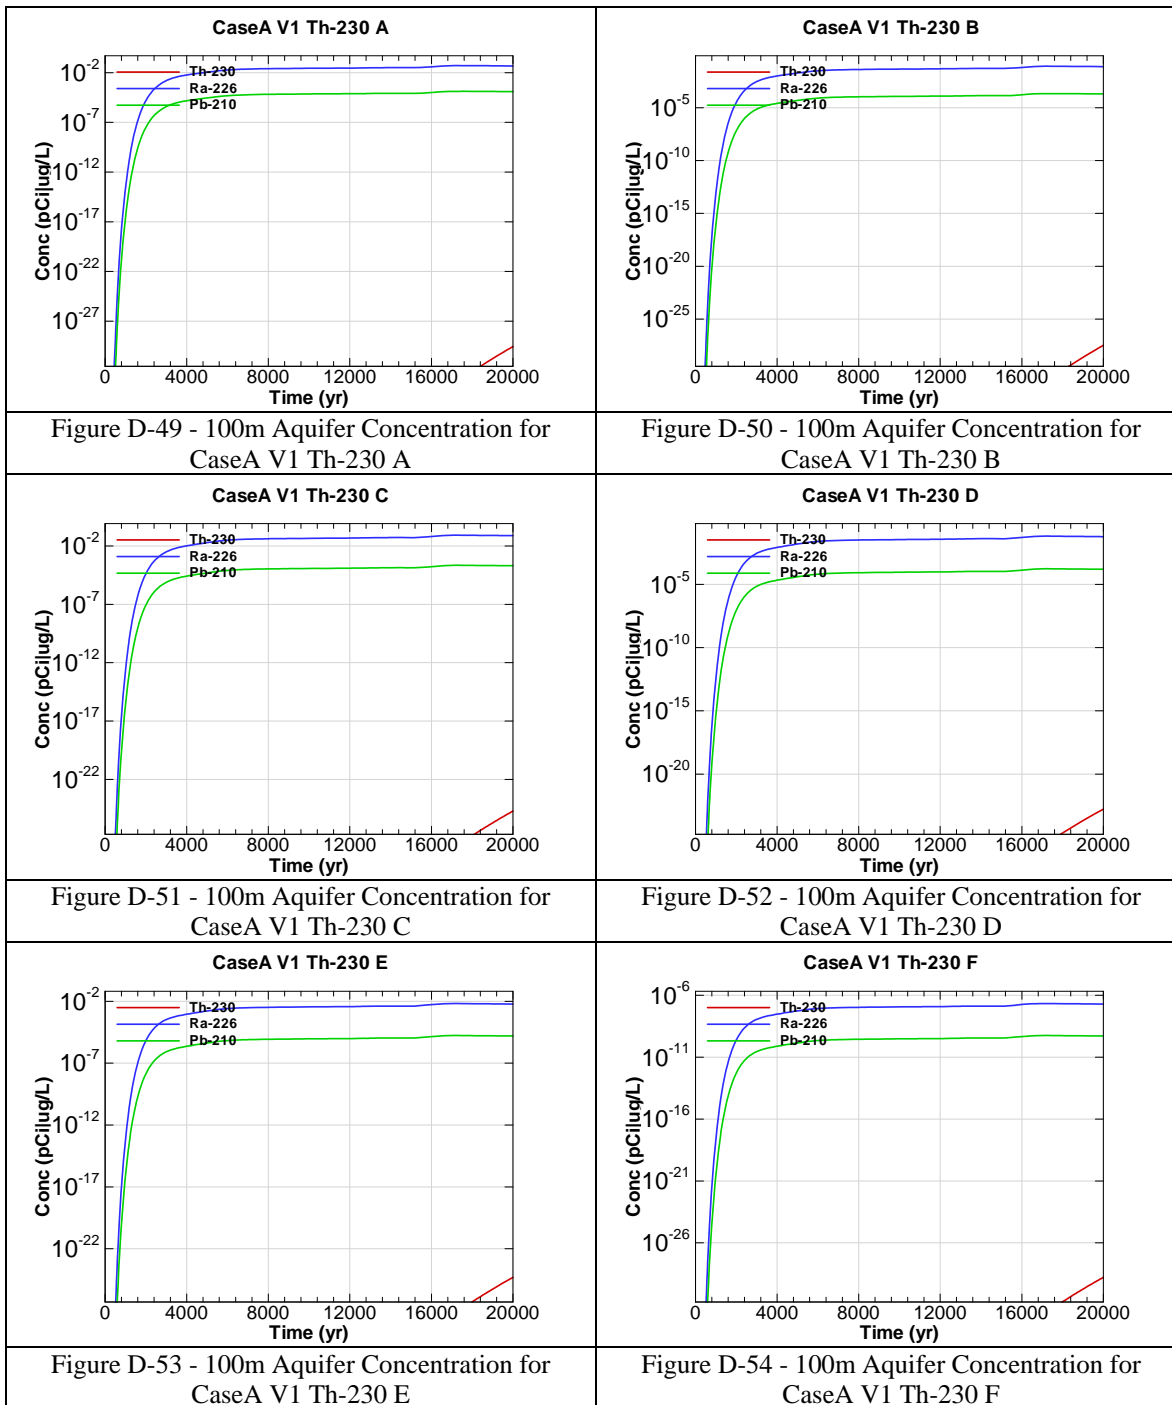 CaseA V1 Th-230 A
Th-230
Ra-226
Pb-210
10^-2
10^-7
10^-12
10^-17
10^-22
10^-27
Conc (pCi|ug/L)
0 4000 8000 12000 16000 20000
Time (yr)
Figure D-49 - 100m Aquifer Concentration for
CaseA V1 Th-230 A
CaseA V1 Th-230 B
Th-230
Ra-226
Pb-210
10^-5
10^-10
10^-15
10^-20
10^-25
Conc (pCi|ug/L)
0 4000 8000 12000 16000 20000
Time (yr)
Figure D-50 - 100m Aquifer Concentration for
CaseA V1 Th-230 B
CaseA V1 Th-230 C
Th-230
Ra-226
Pb-210
10^-2
10^-7
10^-12
10^-17
10^-22
Conc (pCi|ug/L)
0 4000 8000 12000 16000 20000
Time (yr)
Figure D-51 - 100m Aquifer Concentration for
CaseA V1 Th-230 C
CaseA V1 Th-230 D
Th-230
Ra-226
Pb-210
10^-5
10^-10
10^-15
10^-20
Conc (pCi|ug/L)
0 4000 8000 12000 16000 20000
Time (yr)
Figure D-52 - 100m Aquifer Concentration for
CaseA V1 Th-230 D
CaseA V1 Th-230 E
Th-230
Ra-226
Pb-210
10^-2
10^-7
10^-12
10^-17
10^-22
Conc (pCi|ug/L)
0 4000 8000 12000 16000 20000
Time (yr)
Figure D-53 - 100m Aquifer Concentration for
CaseA V1 Th-230 E
CaseA V1 Th-230 F
Th-230
Ra-226
Pb-210
10^-6
10^-11
10^-16
10^-21
10^-26
Conc (pCi|ug/L)
0 4000 8000 12000 16000 20000
Time (yr)
Figure D-54 - 100m Aquifer Concentration for
CaseA V1 Th-230 F